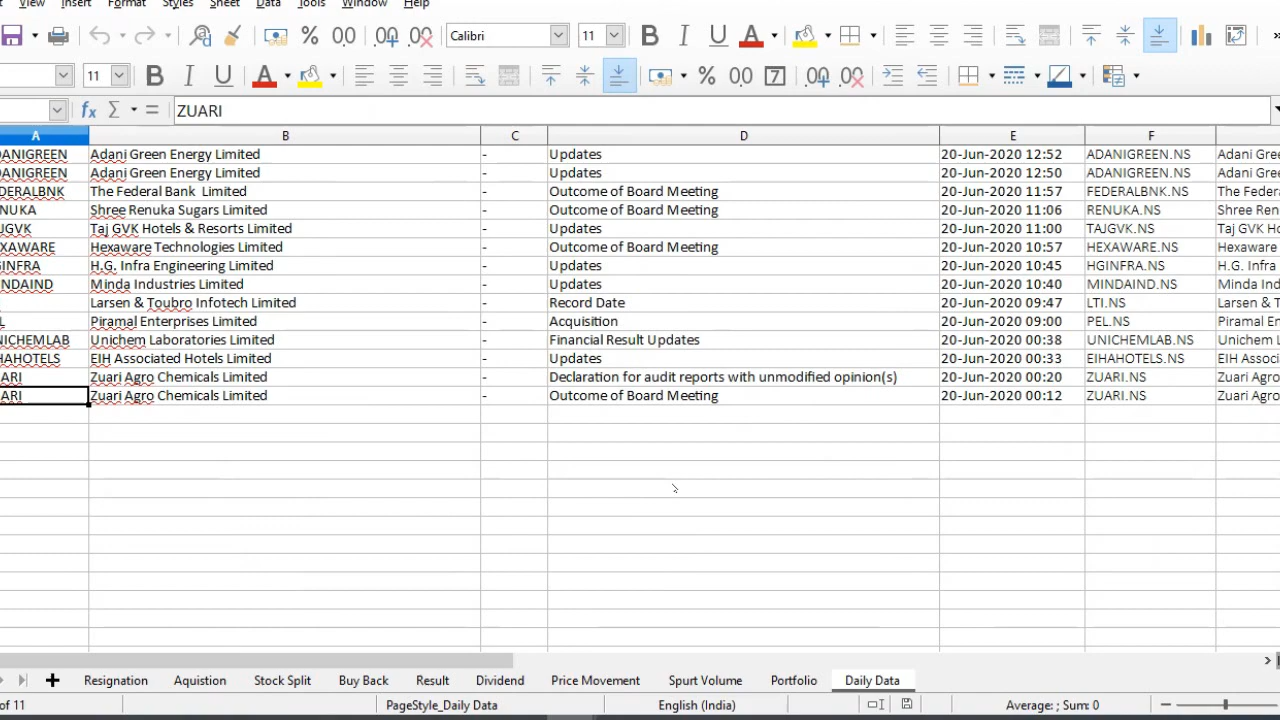 View Insert Format Styles Sheet Data Tools Window Help
Calibri 11
11
ZUARI
A B C D E F
DANIGREEN Adani Green Energy Limited - Updates 20-Jun-2020 12:52 ADANIGREEN.NS Adani Gree
DANIGREEN Adani Green Energy Limited - Updates 20-Jun-2020 12:50 ADANIGREEN.NS Adani Gree
DERALBNK The Federal Bank Limited - Outcome of Board Meeting 20-Jun-2020 11:57 FEDERALBNK.NS The Federa
NUKA Shree Renuka Sugars Limited - Outcome of Board Meeting 20-Jun-2020 11:06 RENUKA.NS Shree Ren
JGVK Taj GVK Hotels & Resorts Limited - Updates 20-Jun-2020 11:00 TAJGVK.NS Taj GVK Ho
EXAWARE Hexaware Technologies Limited - Outcome of Board Meeting 20-Jun-2020 10:57 HEXAWARE.NS Hexaware
GINFRA H.G. Infra Engineering Limited - Updates 20-Jun-2020 10:45 HGINFRA.NS H.G. Infra
NDAIND Minda Industries Limited - Updates 20-Jun-2020 10:40 MINDAIND.NS Minda Indu
Larsen & Toubro Infotech Limited - Record Date 20-Jun-2020 09:47 LTI.NS Larsen & T
L Piramal Enterprises Limited - Acquisition 20-Jun-2020 09:00 PEL.NS Piramal En
NICHEMLAB Unichem Laboratories Limited - Financial Result Updates 20-Jun-2020 00:38 UNICHEMLAB.NS Unichem L
HAHOTELS EIH Associated Hotels Limited - Updates 20-Jun-2020 00:33 EIHAHOTELS.NS EIH Associ
ARI Zuari Agro Chemicals Limited - Declaration for audit reports with unmodified opinion(s) 20-Jun-2020 00:20 ZUARI.NS Zuari Agro
ARI Zuari Agro Chemicals Limited - Outcome of Board Meeting 20-Jun-2020 00:12 ZUARI.NS Zuari Agro
Resignation Aquistion Stock Split Buy Back Result Dividend Price Movement Spurt Volume Portfolio Daily Data
of 11 PageStyle_Daily Data English (India) Average: ; Sum: 0